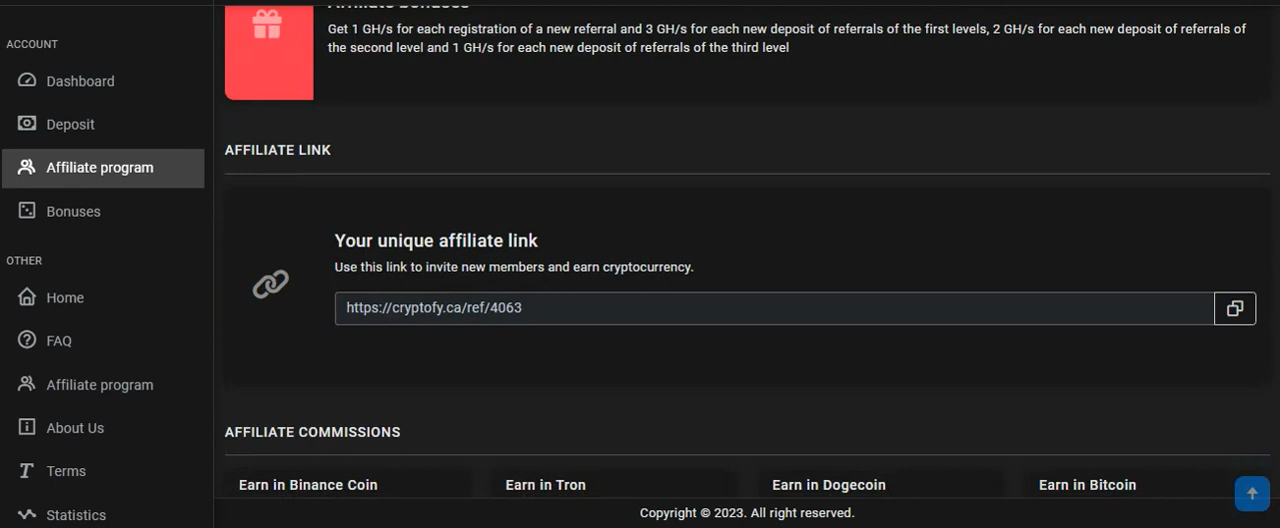 ACCOUNT
Dashboard
Deposit
Affiliate program
Bonuses
OTHER
Home
FAQ
Affiliate program
About Us
Terms
Statistics
Affiliate bonuses
Get 1 GH/s for each registration of a new referral and 3 GH/s for each new deposit of referrals of the first levels, 2 GH/s for each new deposit of referrals of
the second level and 1 GH/s for each new deposit of referrals of the third level
AFFILIATE LINK
Your unique affiliate link
Use this link to invite new members and earn cryptocurrency.
https://cryptofy.ca/ref/4063
AFFILIATE COMMISSIONS
Earn in Binance Coin
Earn in Tron
Earn in Dogecoin
Earn in Bitcoin
Copyright © 2023. All right reserved.